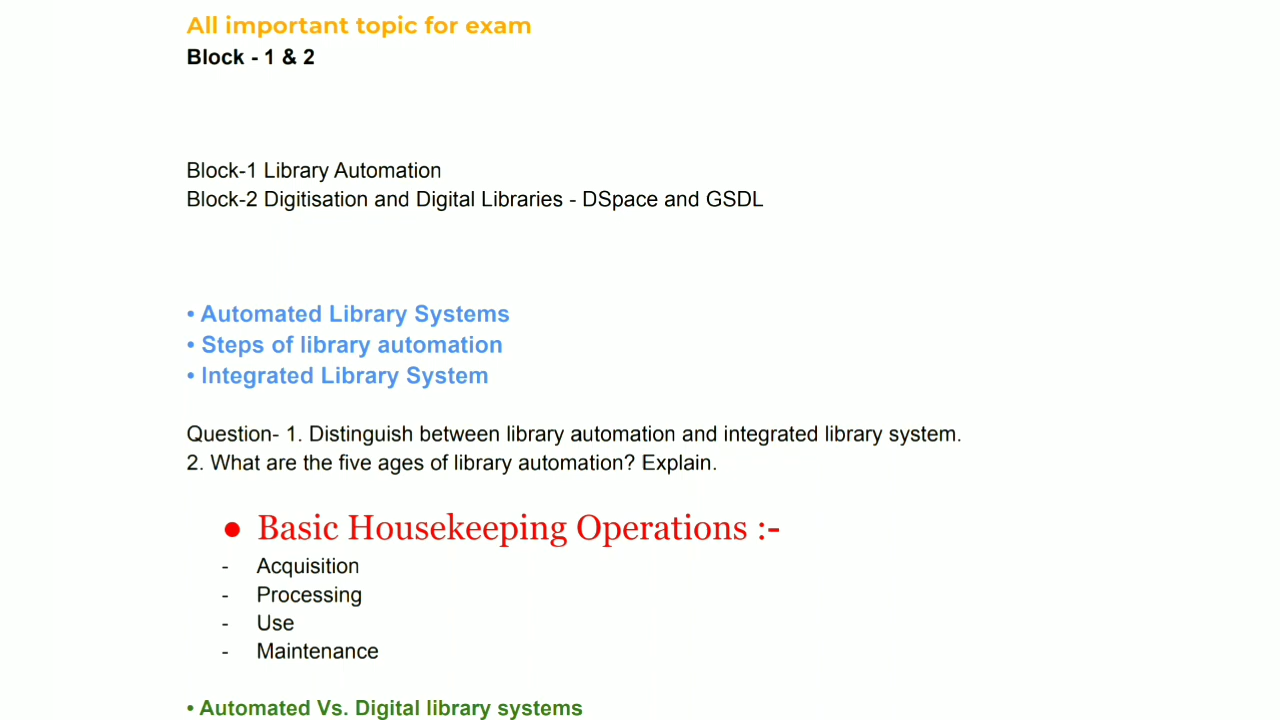 All important topic for exam
Block - 1 & 2
Block-1 Library Automation
Block-2 Digitisation and Digital Libraries - DSpace and GSDL
• Automated Library Systems
• Steps of library automation
• Integrated Library System
Question- 1. Distinguish between library automation and integrated library system.
2. What are the five ages of library automation? Explain.
● Basic Housekeeping Operations :-
- Acquisition
- Processing
- Use
- Maintenance
• Automated Vs. Digital library systems